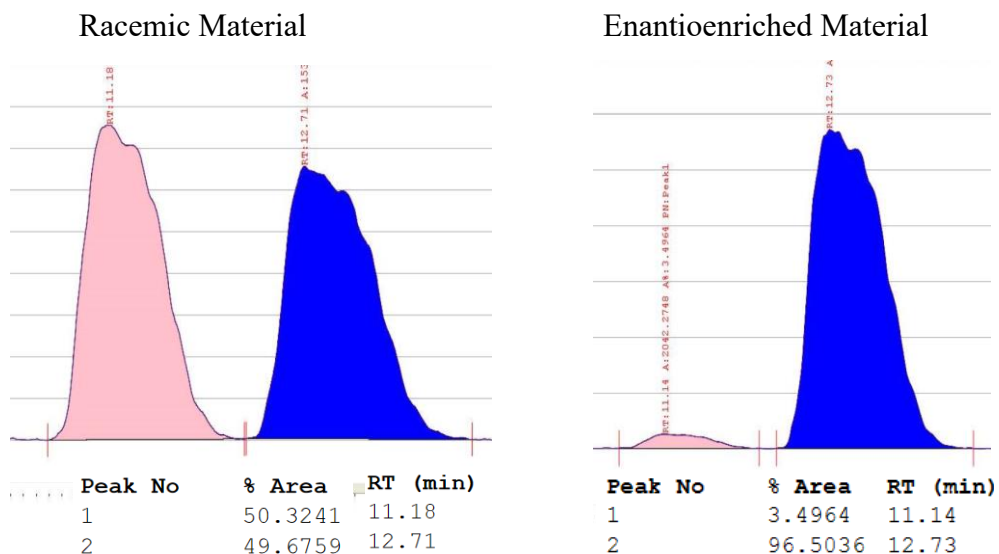 Racemic Material
Enantioenriched Material
RT:11.18
RT:12.71 A:153
RT:11.14 A:2042.2748 A%:3.4964 PN:Peak1
RT:12.73 A
Peak No % Area RT (min)
1 50.3241 11.18
2 49.6759 12.71
Peak No % Area RT (min)
1 3.4964 11.14
2 96.5036 12.73